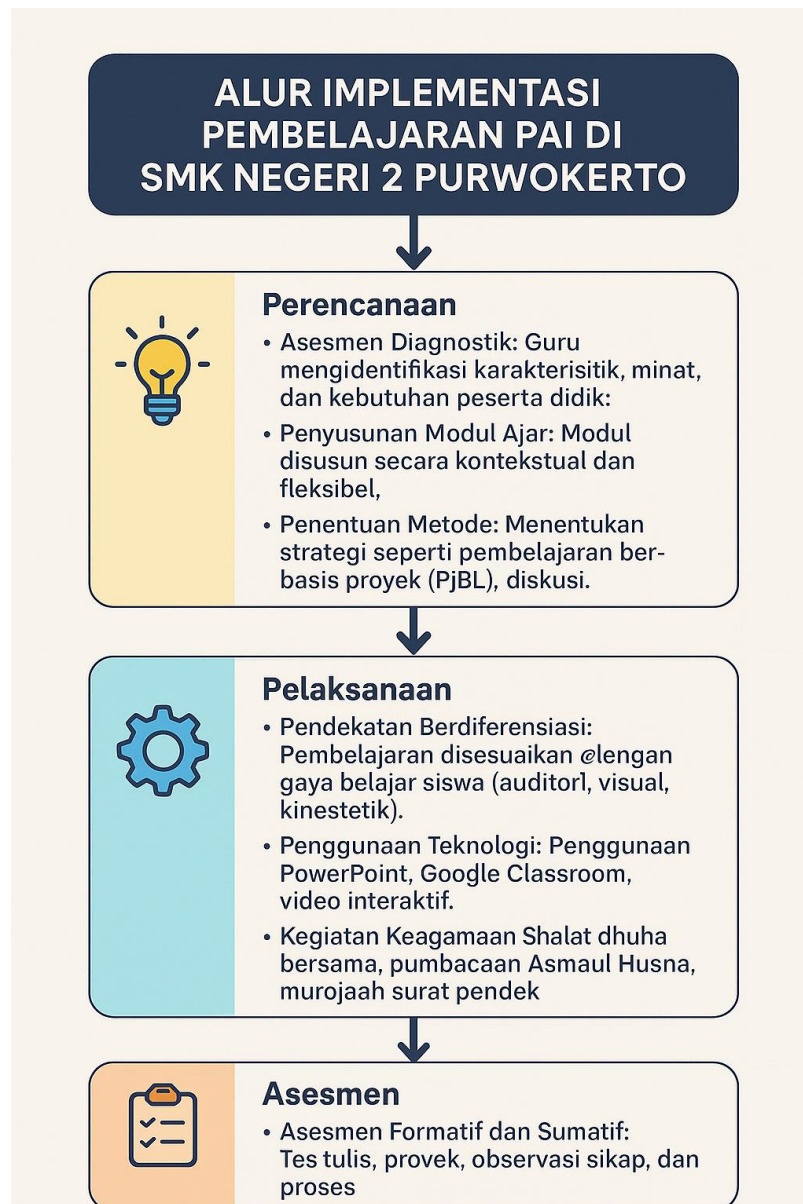 ALUR IMPLEMENTASI
PEMBELAJARAN PAI DI
SMK NEGERI 2 PURWOKERTO
Perencanaan
• Asesmen Diagnostik: Guru
mengidentifikasi karakterisitik, minat,
dan kebutuhan peserta didik:
• Penyusunan Modul Ajar: Modul
disusun secara kontekstual dan
fleksibel,
• Penentuan Metode: Menentukan
strategi seperti pembelajaran ber-
basis proyek (PjBL), diskusi.
Pelaksanaan
• Pendekatan Berdiferensiasi:
Pembelajaran disesuaikan elengan
gaya belajar siswa (auditor1, visual,
kinestetik).
• Penggunaan Teknologi: Penggunaan
PowerPoint, Google Classroom,
video interaktif.
• Kegiatan Keagamaan Shalat dhuha
bersama, pumbacaan Asmaul Husna,
murojaah surat pendek
Asesmen
• Asesmen Formatif dan Sumatif:
Tes tulis, provek, observasi sikap, dan
proses